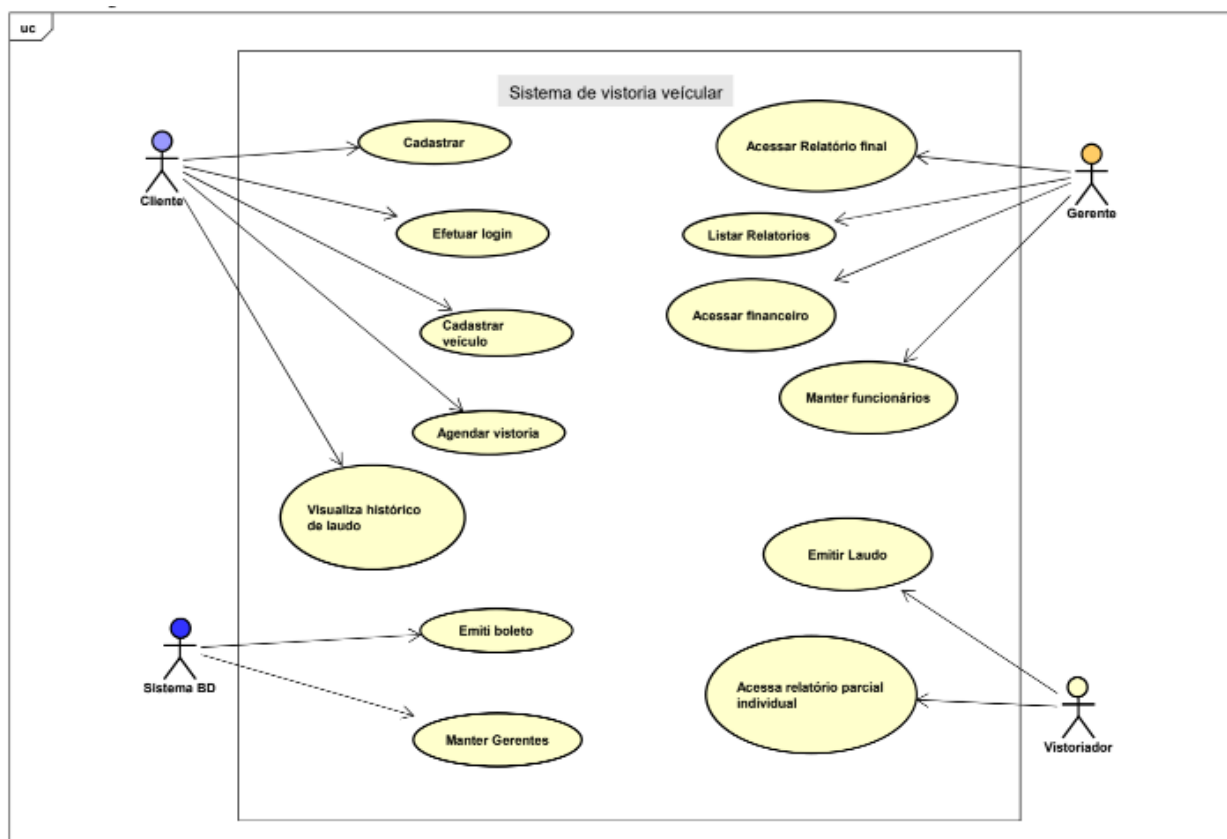 uc
Sistema de vistoria veícular
Cadastrar
Acessar Relatório final
Cliente
Gerente
Efetuar login
Listar Relatorios
Acessar financeiro
Cadastrar
veículo
Manter funcionários
Agendar vistoria
Visualiza histórico
de laudo
Emitir Laudo
Emiti boleto
Sistema BD
Acessa relatório parcial
individual
Manter Gerentes
Vistoriador